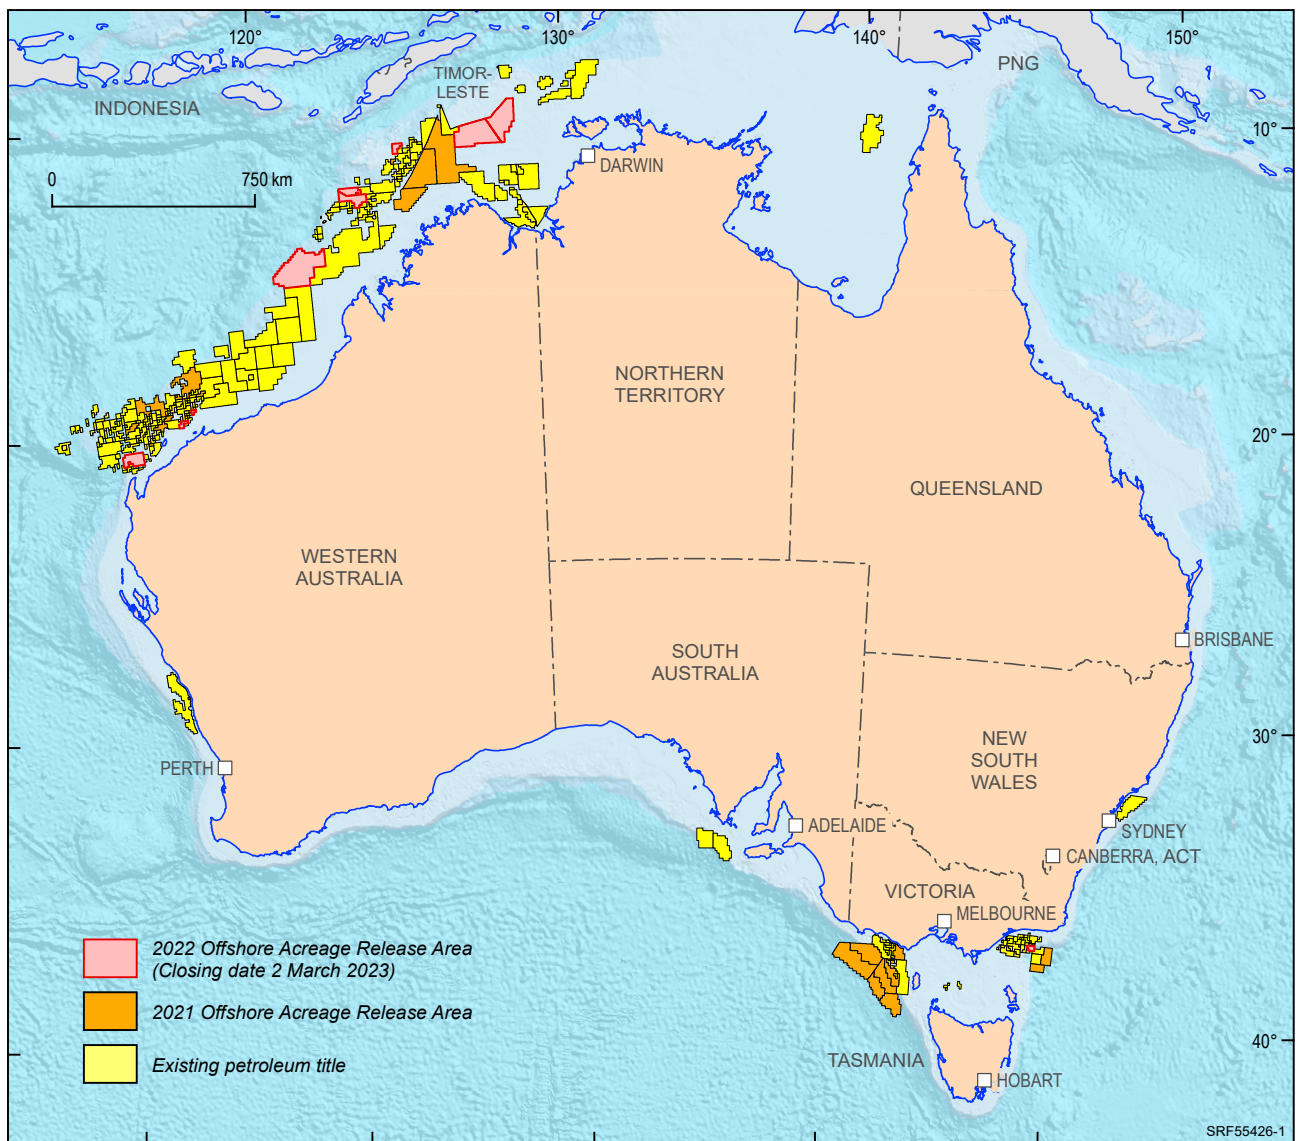 120°
130°
140°
150°
PNG
TIMOR-
LESTE
INDONESIA
10°
DARWIN
0
750 km
NORTHERN
TERRITORY
20°
QUEENSLAND
WESTERN
AUSTRALIA
SOUTH
AUSTRALIA
BRISBANE
30°
NEW
SOUTH
WALES
PERTH
ADELAIDE
SYDNEY
CANBERRA, ACT
VICTORIA
MELBOURNE
2022 Offshore Acreage Release Area
(Closing date 2 March 2023)
2021 Offshore Acreage Release Area
Existing petroleum title
40°
TASMANIA
HOBART
SRF55426-1